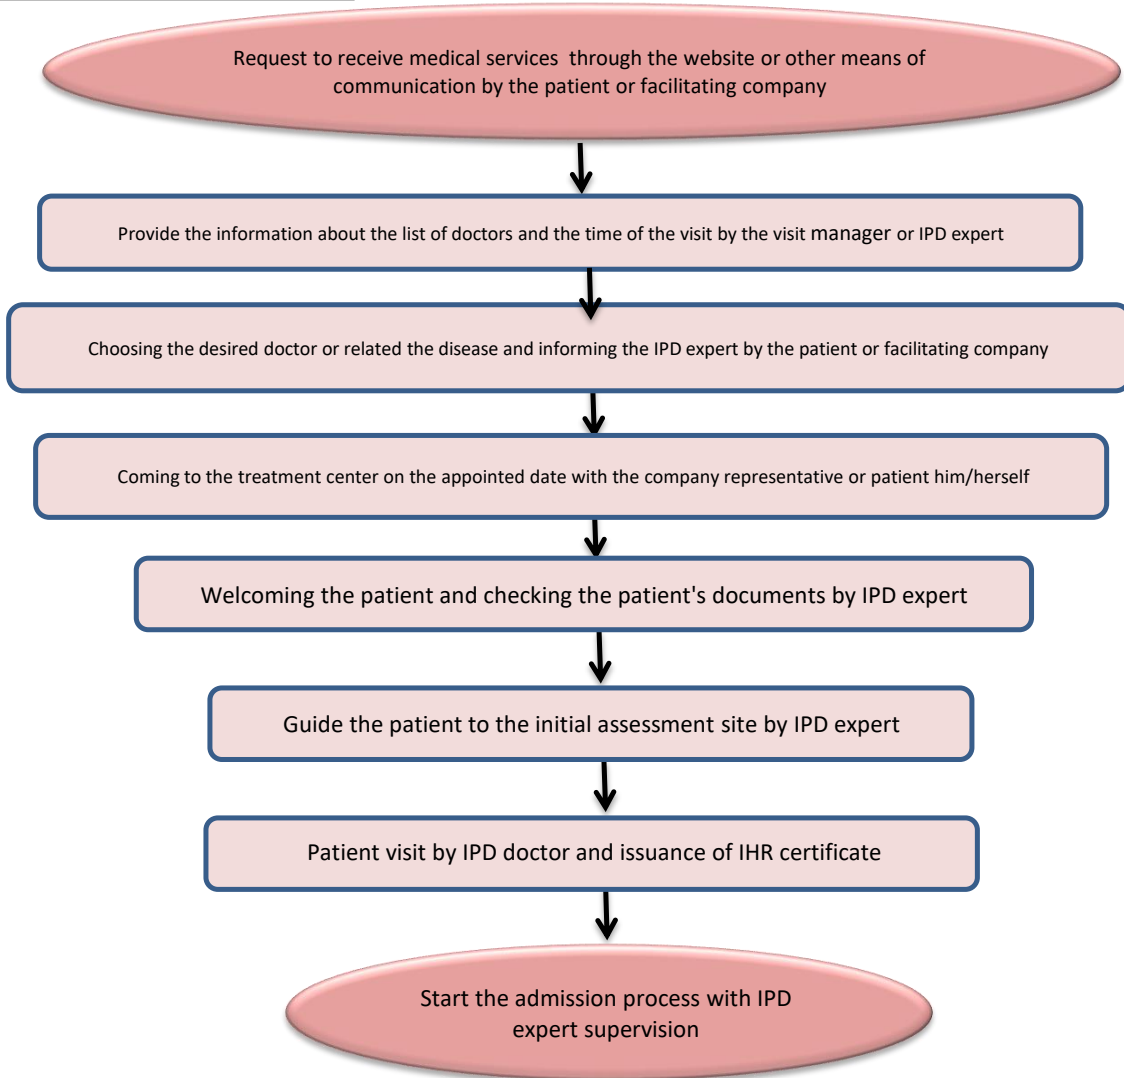 Request to receive medical services through the website or other means of
communication by the patient or facilitating company
Provide the information about the list of doctors and the time of the visit by the visit manager or IPD expert
Choosing the desired doctor or related the disease and informing the IPD expert by the patient or facilitating company
Coming to the treatment center on the appointed date with the company representative or patient him/herself
Welcoming the patient and checking the patient's documents by IPD expert
Guide the patient to the initial assessment site by IPD expert
Patient visit by IPD doctor and issuance of IHR certificate
Start the admission process with IPD
expert supervision